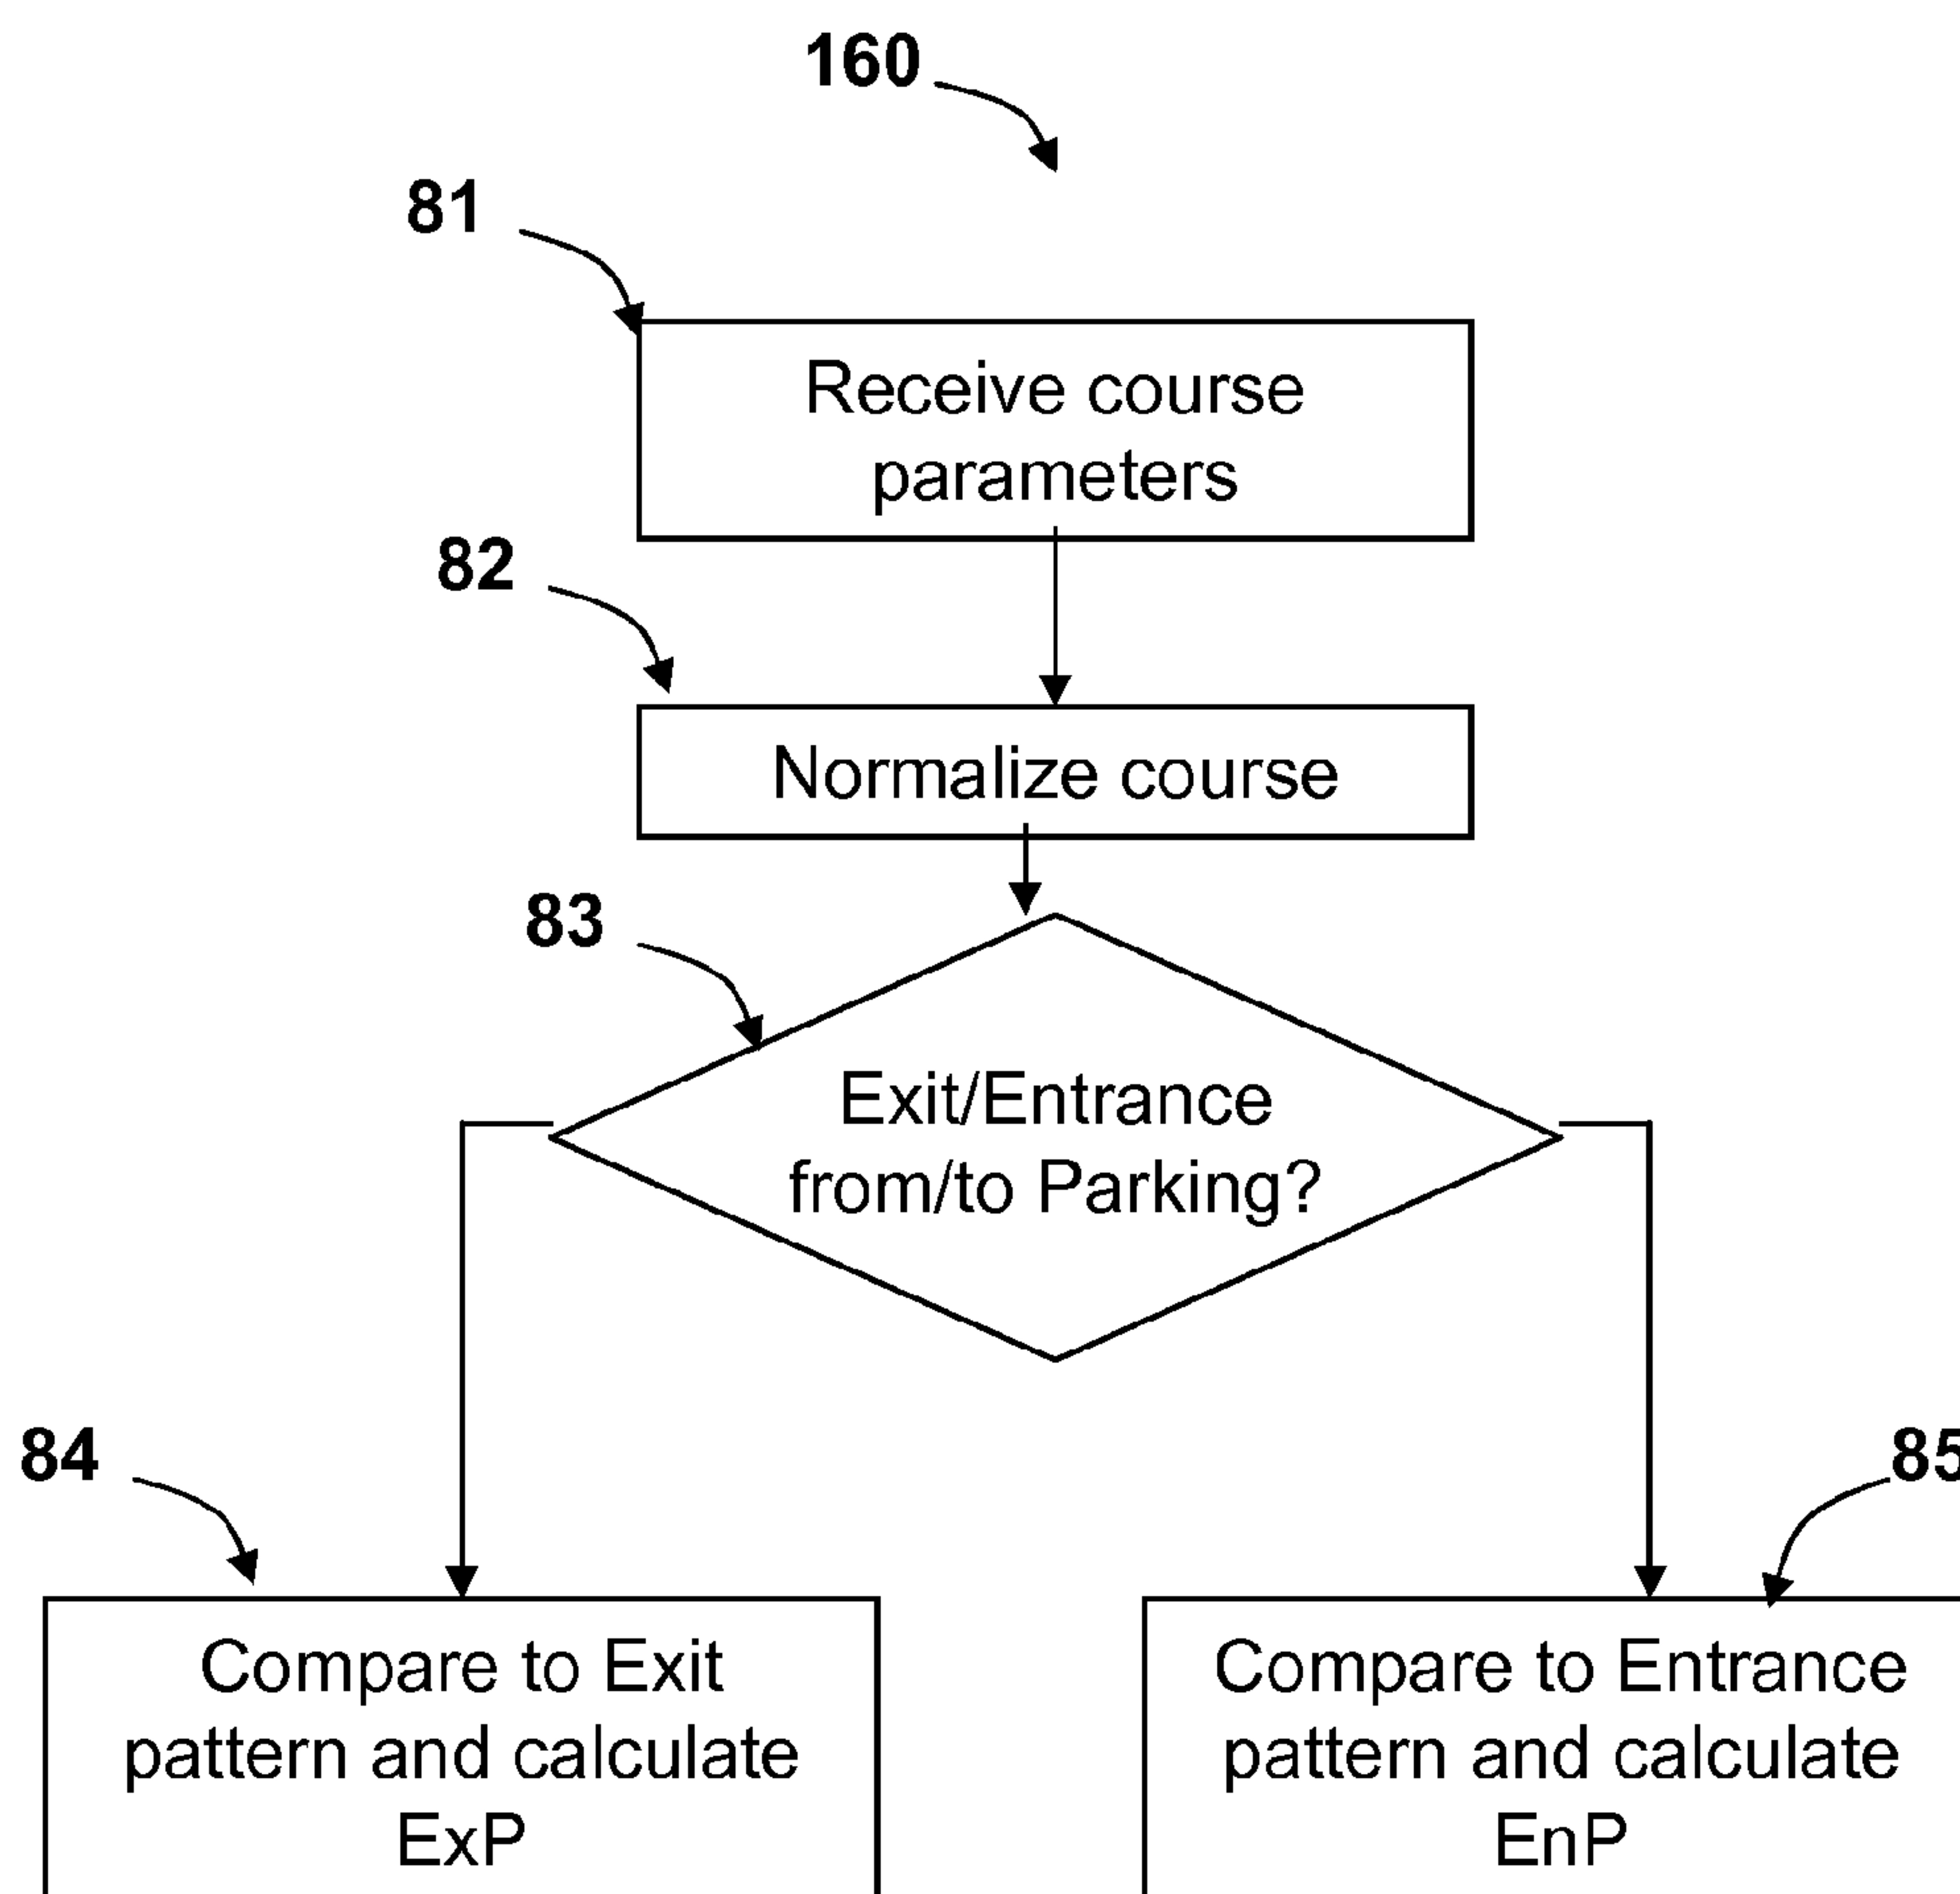 160
81
Receive course
parameters
82
Normalize course
83
Exit/Entrance
from/to Parking?
84
85
Compare to Exit
pattern and calculate
ExP
Compare to Entrance
pattern and calculate
EnP